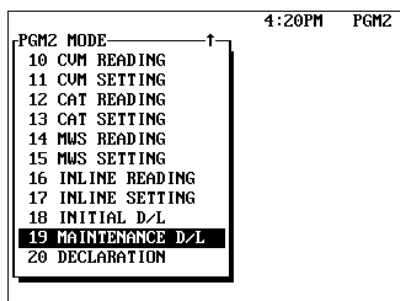 4:20PM PGM2
PGM2 MODE ↑
10 CVM READING
11 CVM SETTING
12 CAT READING
13 CAT SETTING
14 MWS READING
15 MWS SETTING
16 INLINE READING
17 INLINE SETTING
18 INITIAL D/L
19 MAINTENANCE D/L
20 DECLARATION